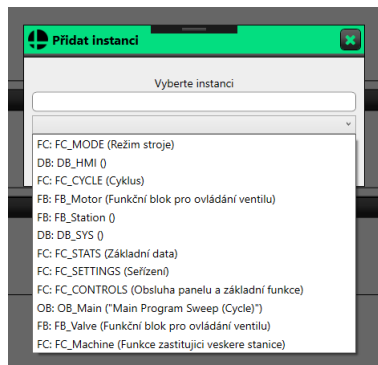 Přidat instanci
Vyberte instanci
FC: FC_MODE (Režim stroje)
DB: DB_HMI ()
FC: FC_CYCLE (Cyklus)
FB: FB_Motor (Funkční blok pro ovládání ventilu)
FB: FB_Station ()
DB: DB_SYS ()
FC: FC_STATS (Základní data)
FC: FC_SETTINGS (Seřízení)
FC: FC_CONTROLS (Obsluha panelu a základní funkce)
OB: OB_Main ("Main Program Sweep (Cycle)")
FB: FB_Valve (Funkční blok pro ovládání ventilu)
FC: FC_Machine (Funkce zastitujici veskere stanice)